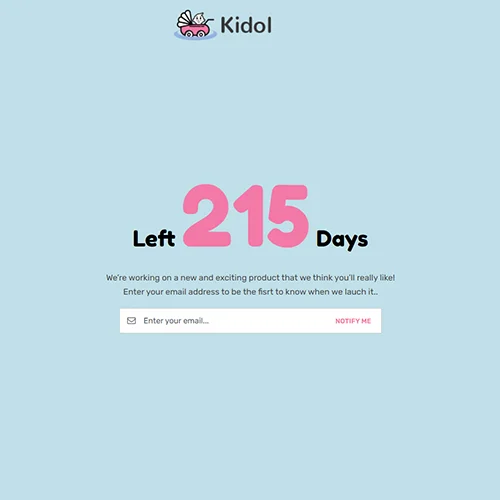 Kidol
Left 215 Days
We're working on a new and exciting product that we think you'll really like!
Enter your email address to be the fisrt to know when we lauch it..
Enter your email... NOTIFY ME